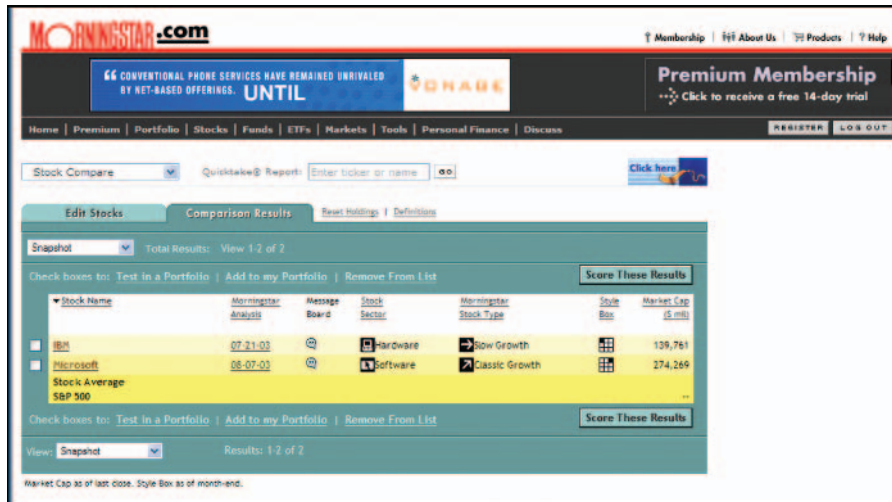 MORNINGSTAR.com
Membership | About Us | Products | ? Help
“ CONVENTIONAL PHONE SERVICES HAVE REMAINED UNRIVALED
BY NET-BASED OFFERINGS. UNTIL
VONAGE
Premium Membership
Click to receive a free 14-day trial
Home | Premium | Portfolio | Stocks | Funds | ETFs | Markets | Tools | Personal Finance | Discuss
REGISTER LOG OUT
Stock Compare
Quicktake® Report: Enter ticker or name GO
Click here
Edit Stocks Comparison Results Reset Holdings | Definitions
Snapshot Total Results: View 1-2 of 2
Check boxes to: Test in a Portfolio | Add to my Portfolio | Remove From List Score These Results
Stock Name Morningstar Analysis Message Board Stock Sector Morningstar Stock Type Style Box Market Cap ($ mil)
IBM 07-21-03 Hardware Slow Growth 139,761
Microsoft 08-07-03 Software Classic Growth 274,269
Stock Average
S&P 500 --
Check boxes to: Test in a Portfolio | Add to my Portfolio | Remove From List Score These Results
View: Snapshot Results: 1-2 of 2
Market Cap as of last close. Style Box as of month-end.